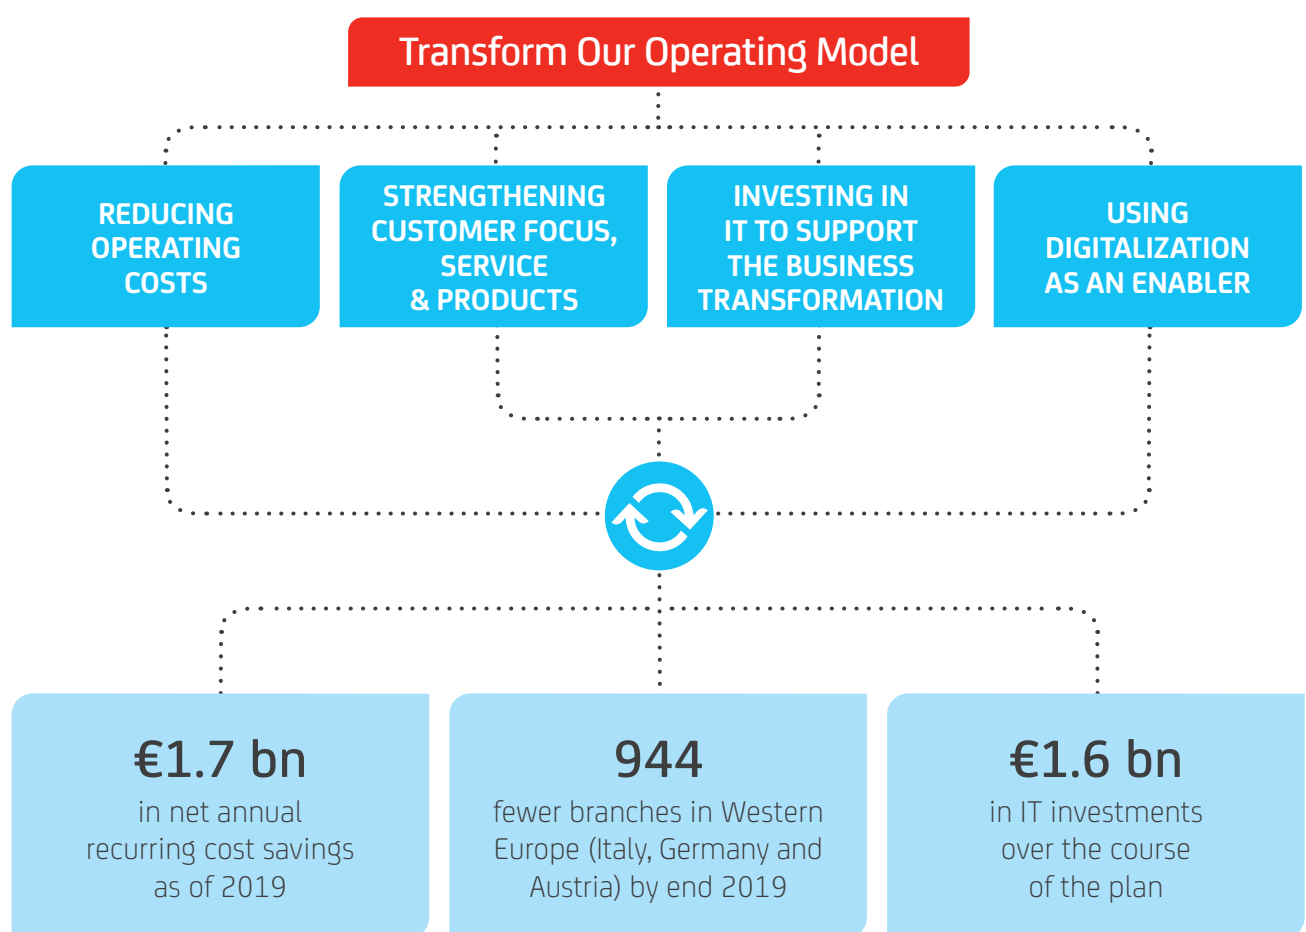 Transform Our Operating Model
REDUCING
OPERATING
COSTS
STRENGTHENING
CUSTOMER FOCUS,
SERVICE
& PRODUCTS
INVESTING IN
IT TO SUPPORT
THE BUSINESS
TRANSFORMATION
USING
DIGITALIZATION
AS AN ENABLER
€1.7 bn
in net annual
recurring cost savings
as of 2019
944
fewer branches in Western
Europe (Italy, Germany and
Austria) by end 2019
€1.6 bn
in IT investments
over the course
of the plan